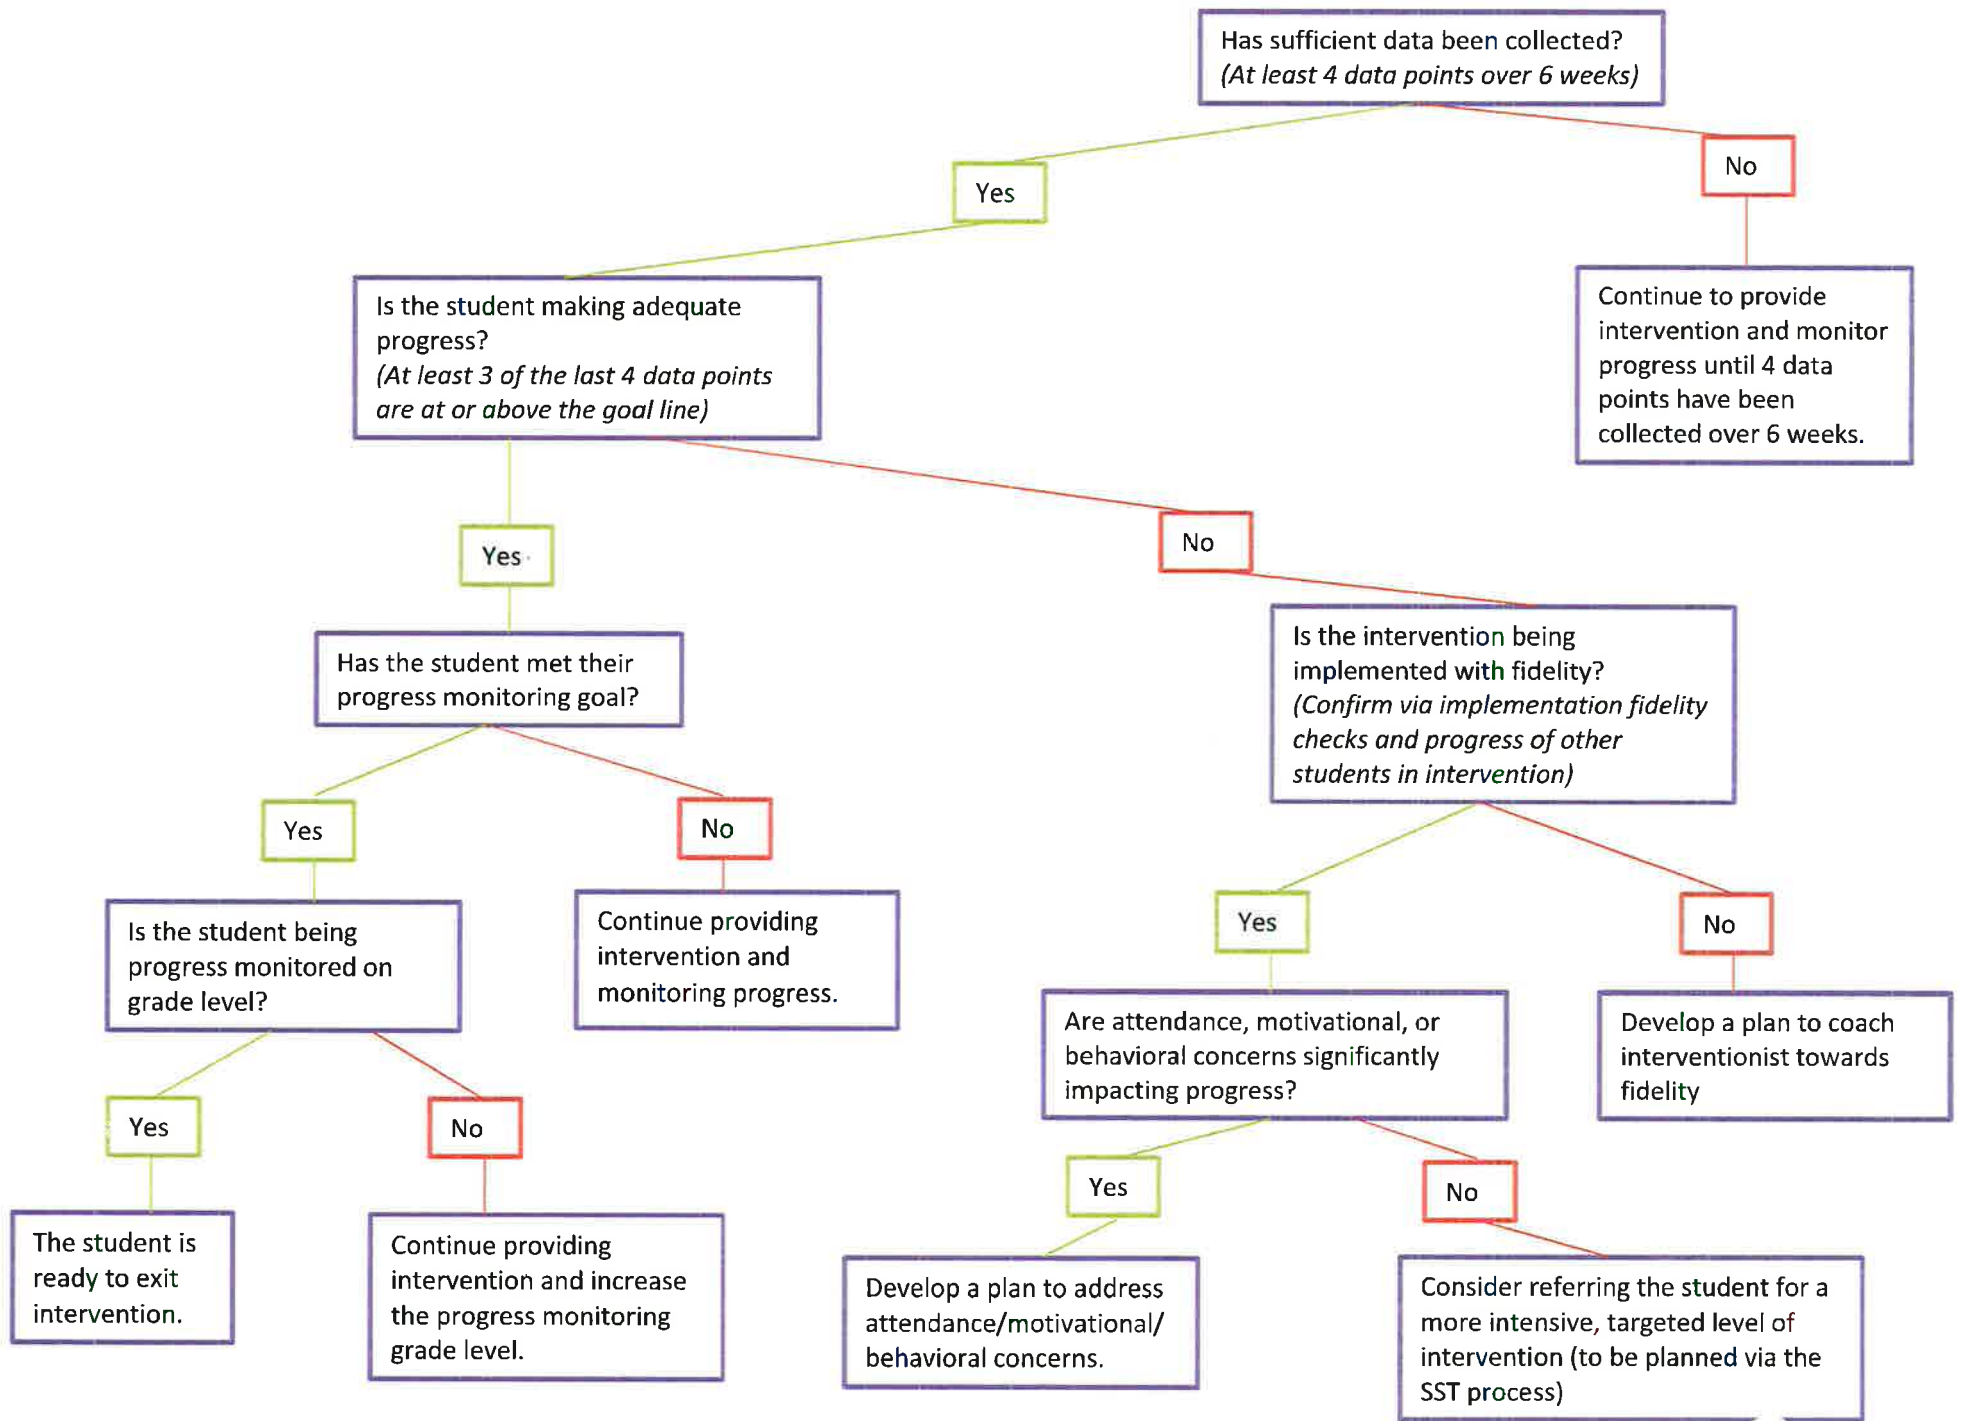 Has sufficient data been collected?
(At least 4 data points over 6 weeks)
Yes
No
Is the student making adequate
progress?
(At least 3 of the last 4 data points
are at or above the goal line)
Continue to provide
intervention and monitor
progress until 4 data
points have been
collected over 6 weeks.
Yes
No
Has the student met their
progress monitoring goal?
Is the intervention being
implemented with fidelity?
(Confirm via implementation fidelity
checks and progress of other
students in intervention)
Yes
No
Yes
No
Is the student being
progress monitored on
grade level?
Continue providing
intervention and
monitoring progress.
Are attendance, motivational, or
behavioral concerns significantly
impacting progress?
Develop a plan to coach
interventionist towards
fidelity
Yes
No
Yes
No
The student is
ready to exit
intervention.
Continue providing
intervention and increase
the progress monitoring
grade level.
Develop a plan to address
attendance/motivational/
behavioral concerns.
Consider referring the student for a
more intensive, targeted level of
intervention (to be planned via the
SST process)